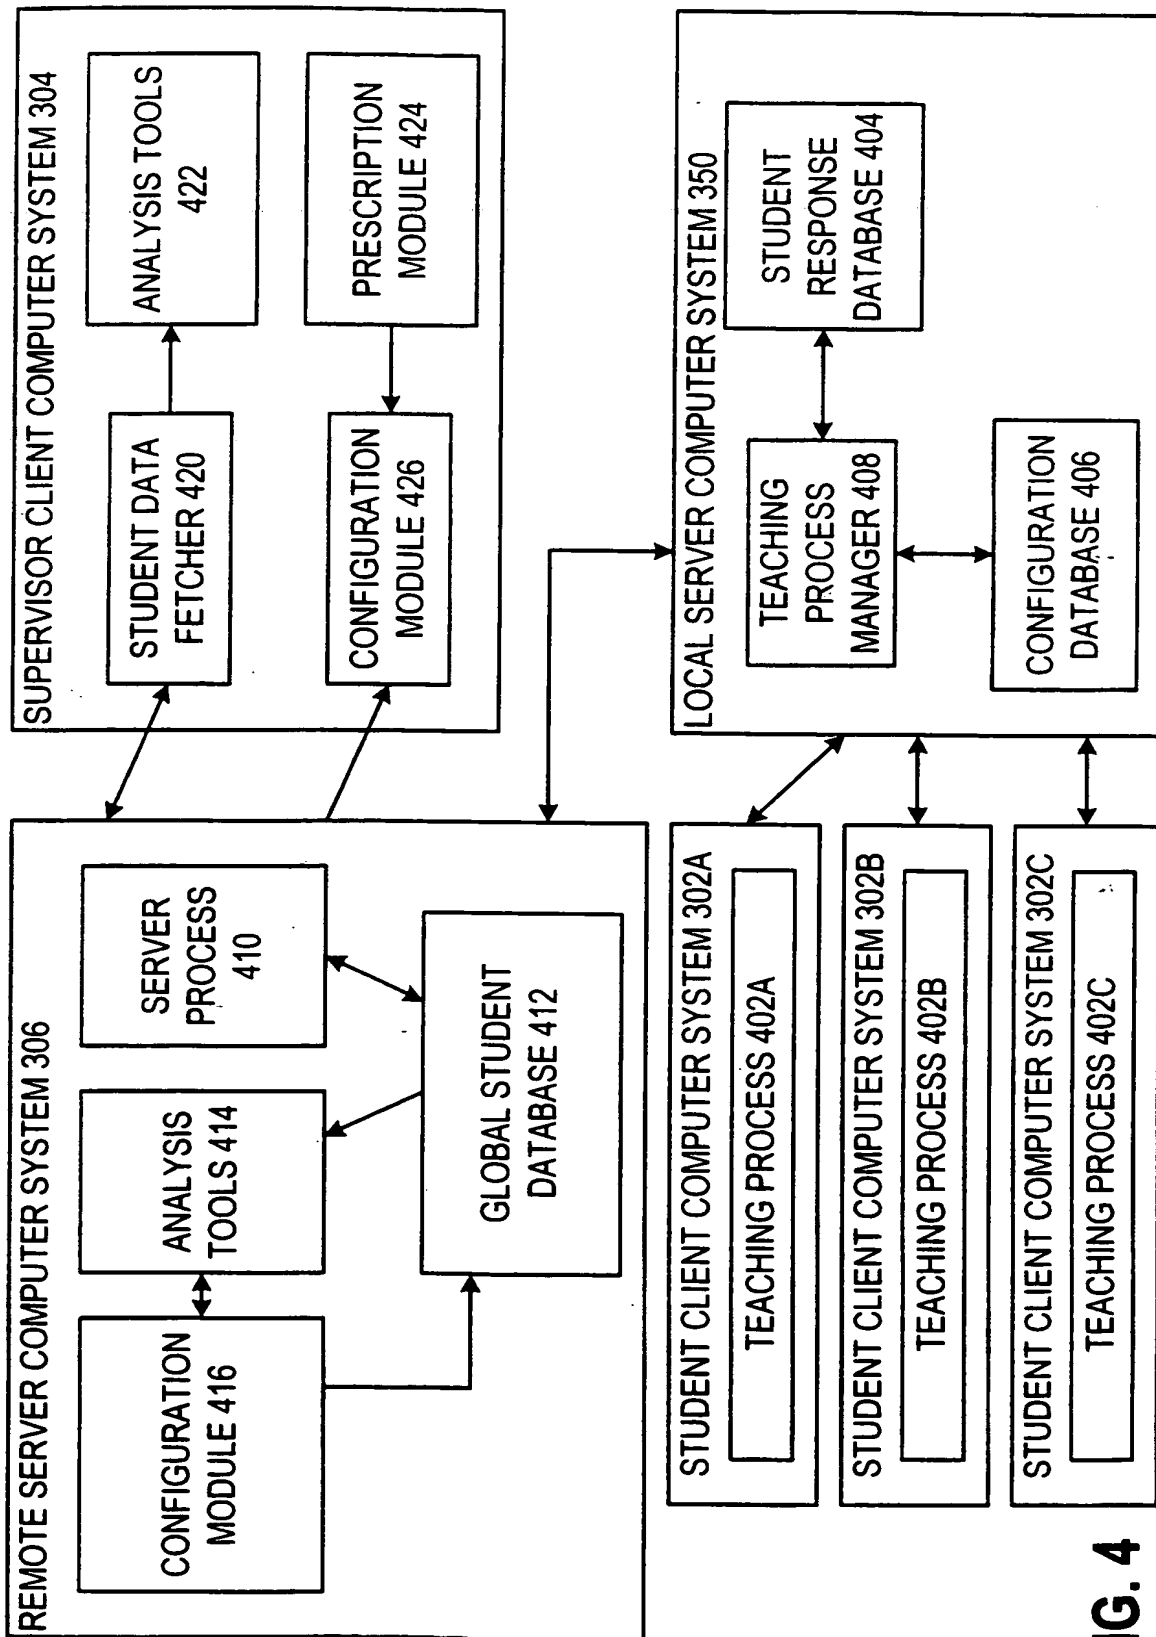 REMOTE SERVER COMPUTER SYSTEM 306
CONFIGURATION
MODULE 416
ANALYSIS
TOOLS 414
SERVER
PROCESS
410
GLOBAL STUDENT
DATABASE 412
SUPERVISOR CLIENT COMPUTER SYSTEM 304
STUDENT DATA
FETCHER 420
ANALYSIS TOOLS
422
CONFIGURATION
MODULE 426
PRESCRIPTION
MODULE 424
STUDENT CLIENT COMPUTER SYSTEM 302A
TEACHING PROCESS 402A
STUDENT CLIENT COMPUTER SYSTEM 302B
TEACHING PROCESS 402B
STUDENT CLIENT COMPUTER SYSTEM 302C
TEACHING PROCESS 402C
LOCAL SERVER COMPUTER SYSTEM 350
TEACHING
PROCESS
MANAGER 408
STUDENT
RESPONSE
DATABASE 404
CONFIGURATION
DATABASE 406
FIG. 4